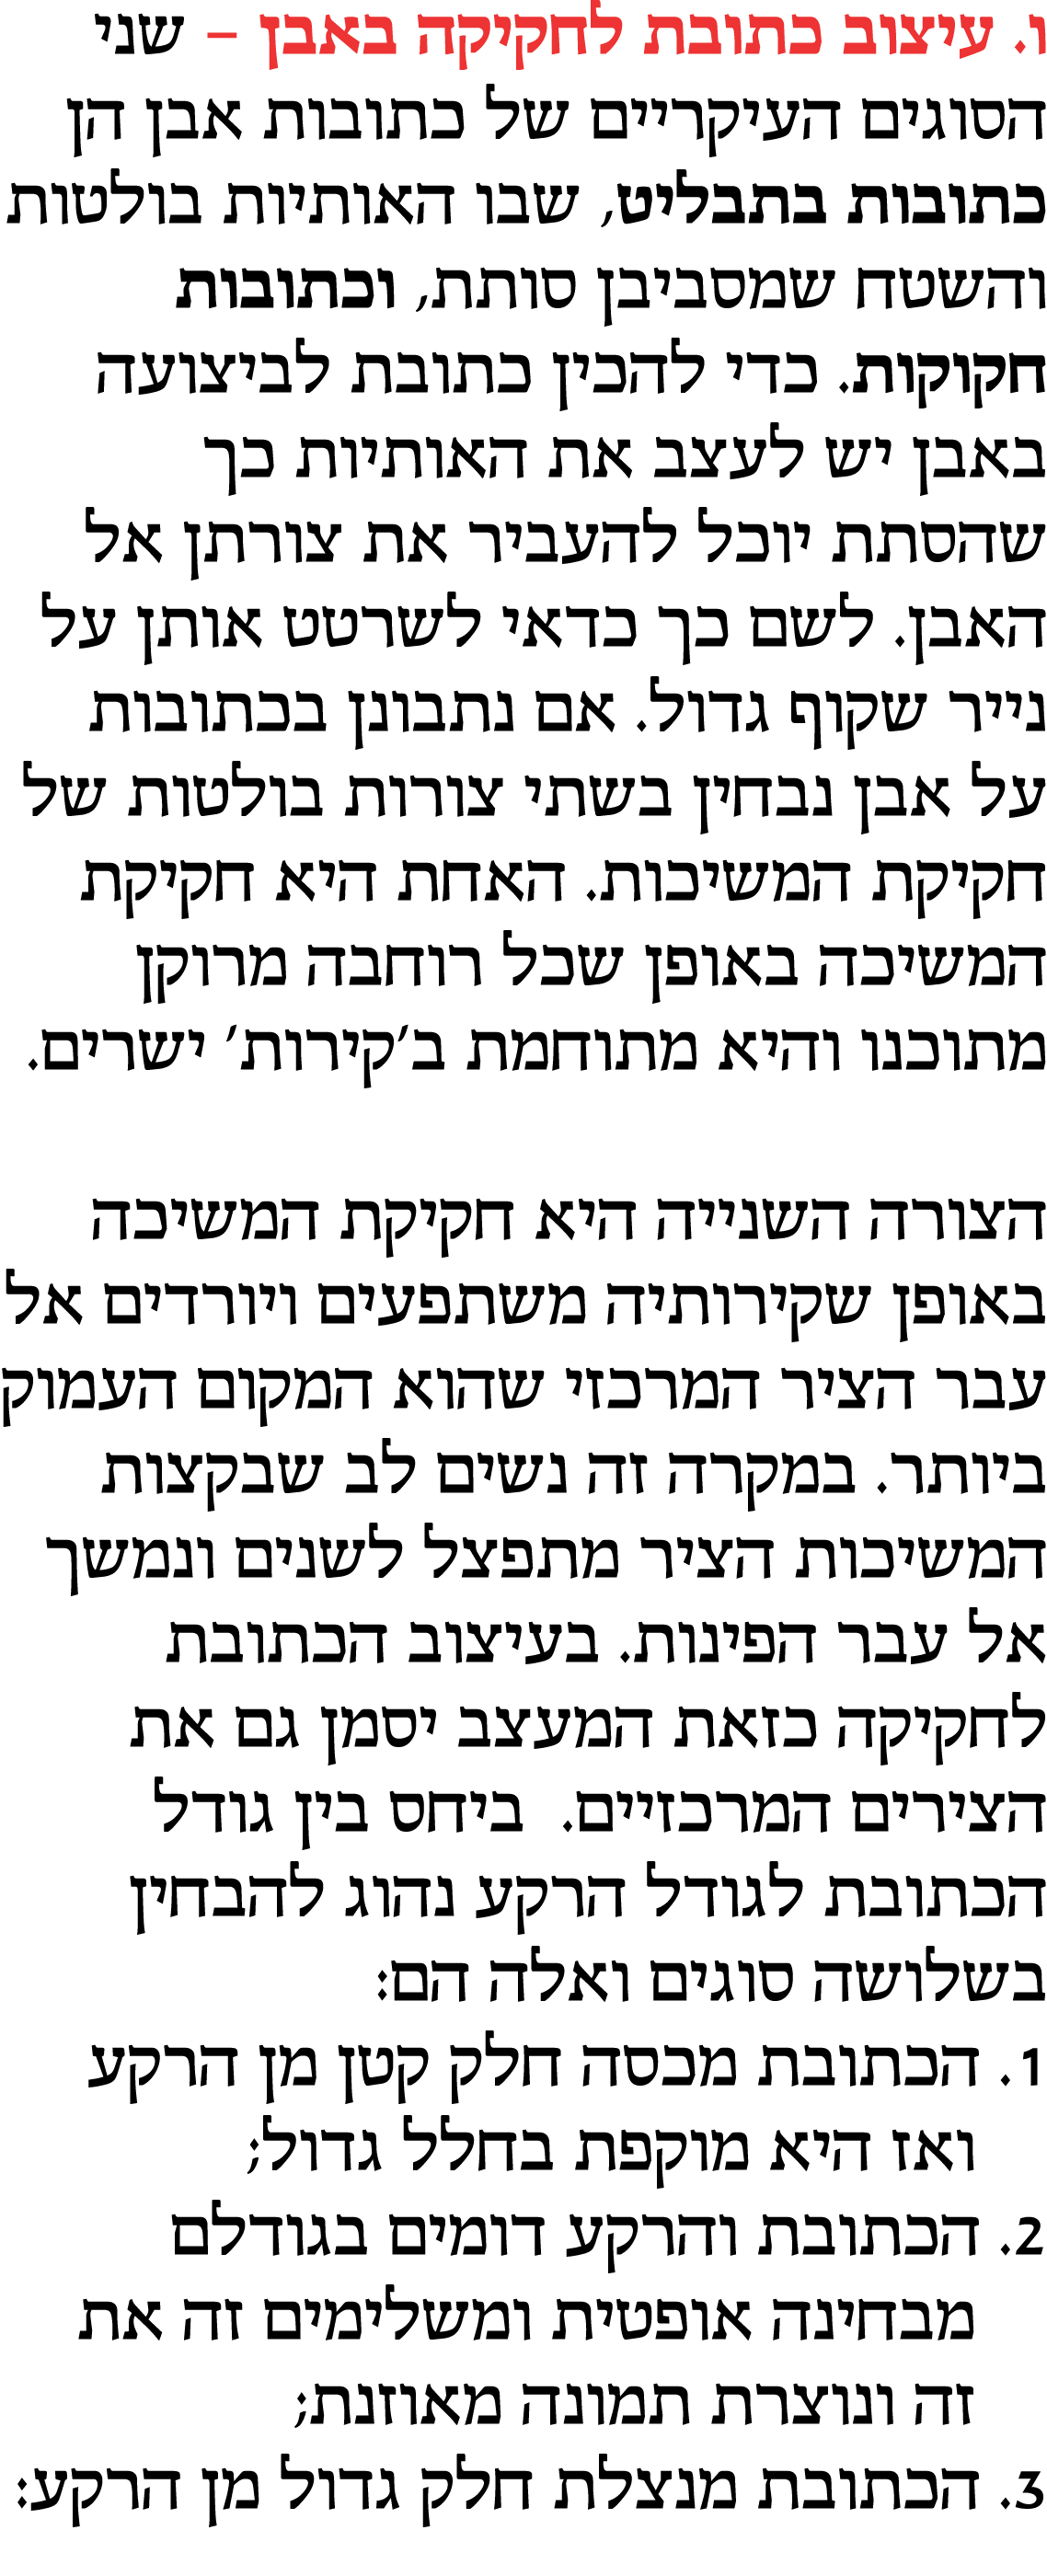 ו. עיצוב כתובת לחקיקה באבן – שני
הסוגים העיקריים של כתובות אבן הן
כתובות בתבליט, שבו האותיות בולטות
והשטח שמסביבן סותת, וכתובות
חקוקות. כדי להכין כתובת לביצועה
באבן יש לעצב את האותיות כך
שהסתת יוכל להעביר את צורתן אל
האבן. לשם כך כדאי לשרטט אותן על
נייר שקוף גדול. אם נתבונן בכתובות
על אבן נבחין בשתי צורות בולטות של
חקיקת המשיכות. האחת היא חקיקת
המשיכה באופן שכל רוחבה מרוקן
מתוכנו והיא מתוחמת ב'קירות' ישרים.
הצורה השנייה היא חקיקת המשיכה
באופן שקירותיה משתפעים ויורדים אל
עבר הציר המרכזי שהוא המקום העמוק
ביותר. במקרה זה נשים לב שבקצות
המשיכות הציר מתפצל לשנים ונמשך
אל עבר הפינות. בעיצוב הכתובת
לחקיקה כזאת המעצב יסמן גם את
הצירים המרכזיים.  ביחס בין גודל
הכתובת לגודל הרקע נהוג להבחין
בשלושה סוגים ואלה הם:
1. הכתובת מכסה חלק קטן מן הרקע
ואז היא מוקפת בחלל גדול;
2. הכתובת והרקע דומים בגודלם
מבחינה אופטית ומשלימים זה את
זה ונוצרת תמונה מאוזנת;
3. הכתובת מנצלת חלק גדול מן הרקע: